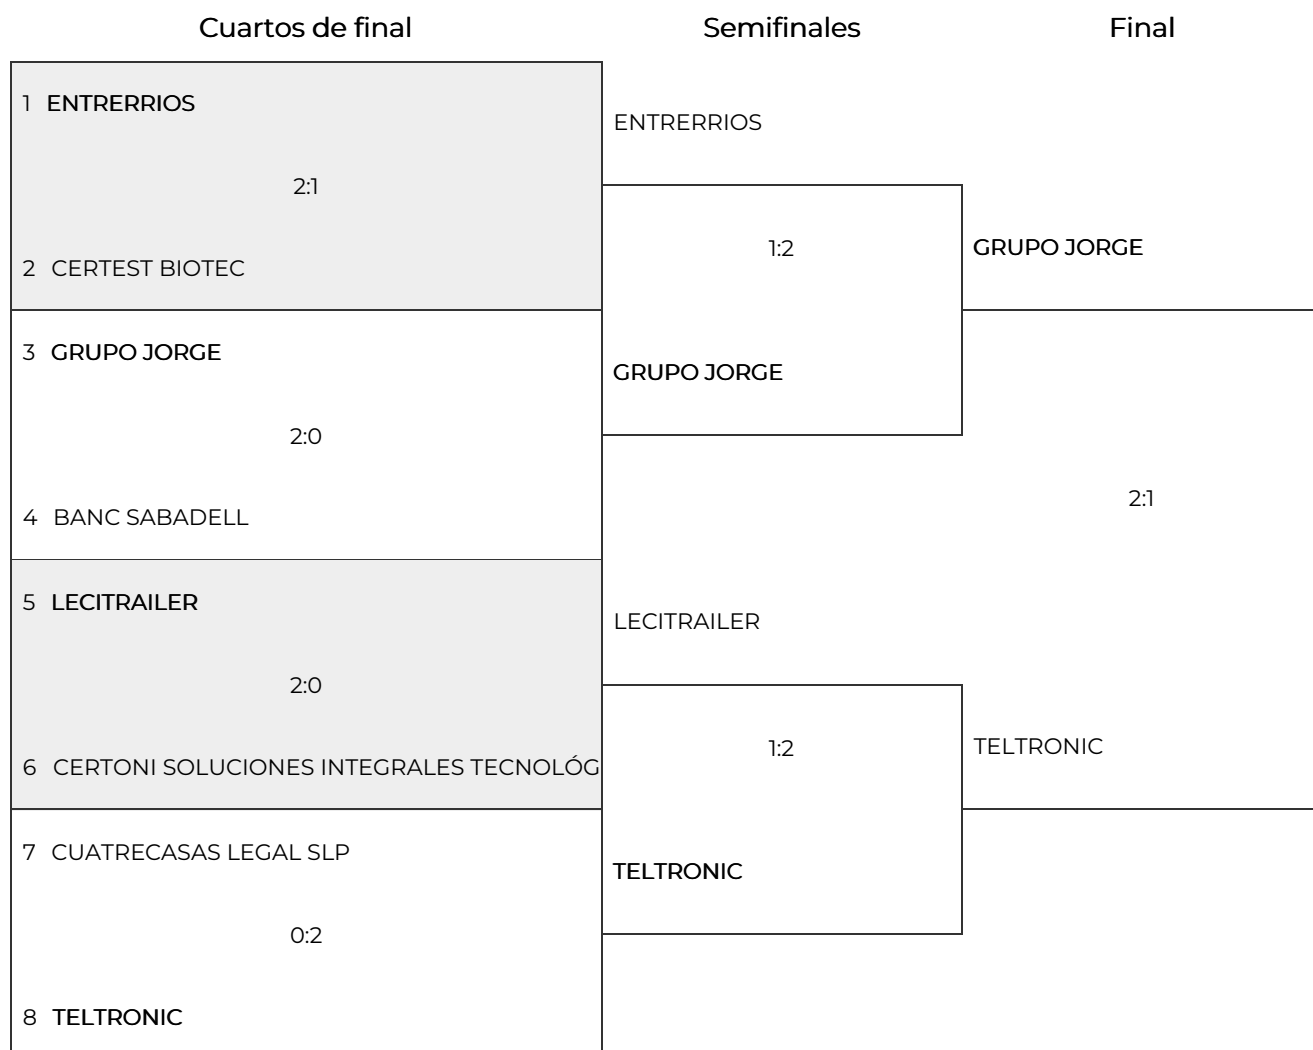 Cuartos de final
Semifinales
Final
1 ENTRERRIOS
2:1
2 CERTEST BIOTEC
3 GRUPO JORGE
2:0
4 BANC SABADELL
5 LECITRAILER
2:0
6 CERTONI SOLUCIONES INTEGRALES TECNOLÓG
7 CUATRECASAS LEGAL SLP
0:2
8 TELTRONIC
ENTRERRIOS
1:2
GRUPO JORGE
LECITRAILER
1:2
TELTRONIC
GRUPO JORGE
2:1
TELTRONIC